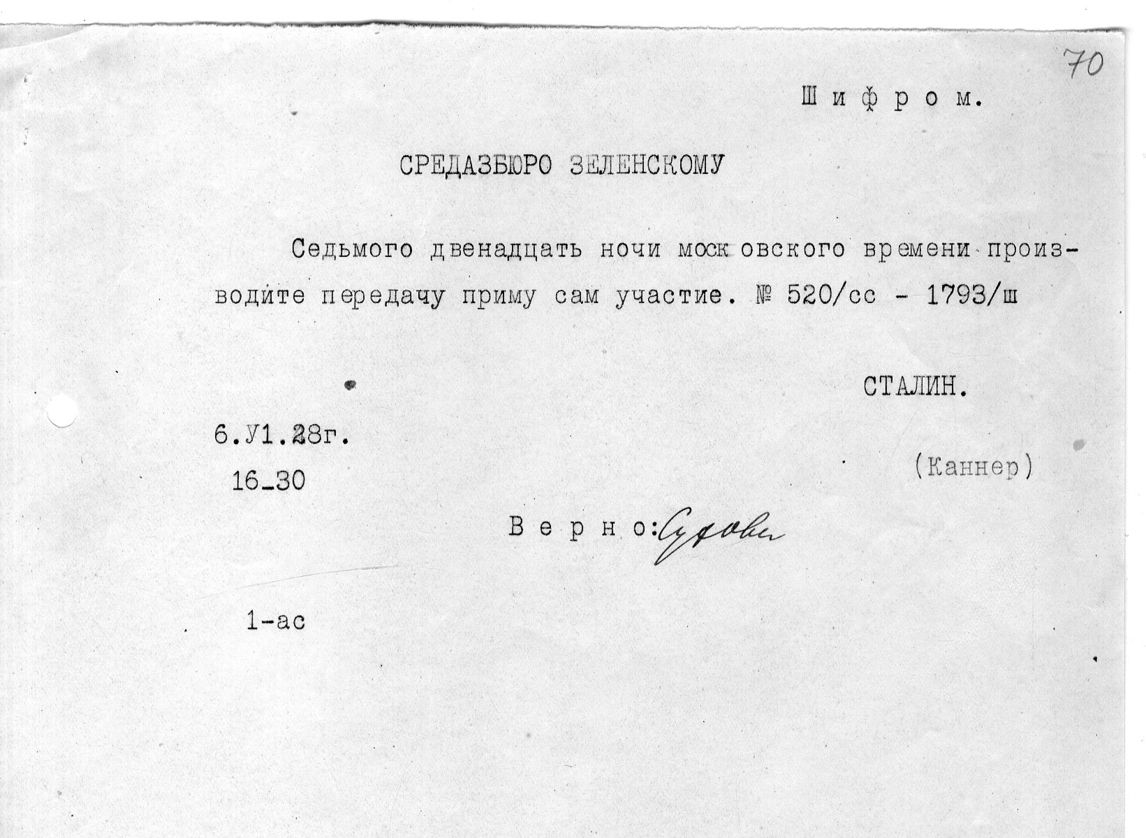 70
Шифром.
СРЕДАЗБЮРО ЗЕЛЕНСКОМУ
Седьмого двенадцать ночи московского времени произ-
водите передачу приму сам участие. № 520/сс - 1793/ш
СТАЛИН.
6.У1.28г.
(Каннер)
16-30
Верно:
1-ас